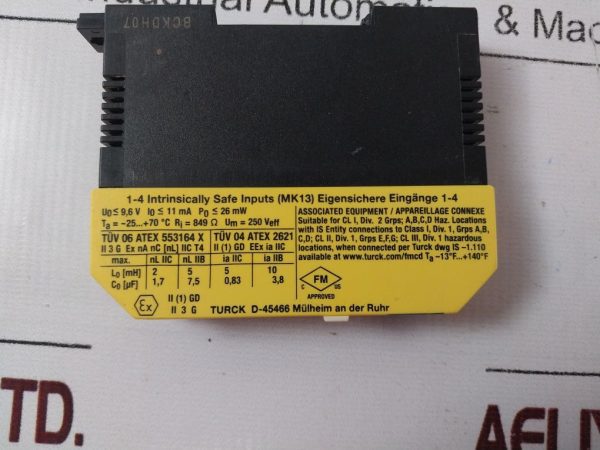 Industrial Automation
& Mac
BCKDH07
1-4 Intrinsically Safe Inputs (MK13) Eigensichere Eingänge 1-4
U₀ ≤ 9,6 V I₀ ≤ 11 mA P₀ ≤ 26 mW
Tₐ = –25...+70 °C Rᵢ = 849 Ω Uₘ = 250 Veff
TÜV 06 ATEX 553164 X TÜV 04 ATEX 2621
II 3 G Ex nA nC [nL] IIC T4 II (1) GD EEx ia IIC
max. nL IIC nL IIB ia IIC ia IIB
L₀ [mH] 2 5 5 10
C₀ [µF] 1,7 7,5 0,83 3,8
ASSOCIATED EQUIPMENT / APPAREILLAGE CONNEXE
Suitable for CL I, Div. 2 Grps; A,B,C,D Haz. Locations
with IS Entity connections to Class I, Div. 1, Grps A,B,
C,D; CL II, Div. 1, Grps E,F,G; CL III, Div. 1 hazardous
locations, when connected per Turck dwg IS –1.110
available at www.turck.com/fmcd Tₐ –13°F...+140°F
C FM US
APPROVED
Ex
II (1) GD
II 3 G
TURCK D-45466 Mülheim an der Ruhr
TD.